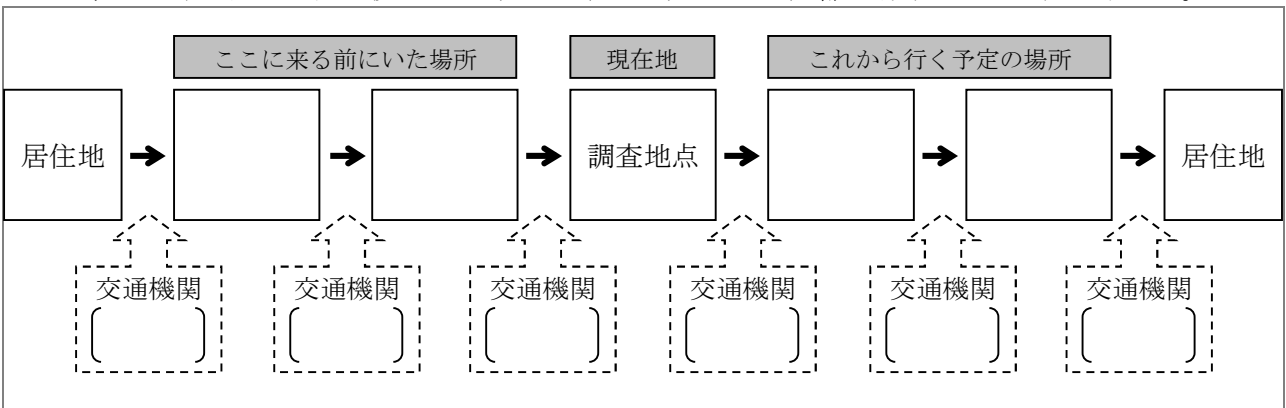 ここに来る前にいた場所 現在地 これから行く予定の場所
居住地 調査地点 居住地
交通機関 交通機関 交通機関 交通機関 交通機関 交通機関